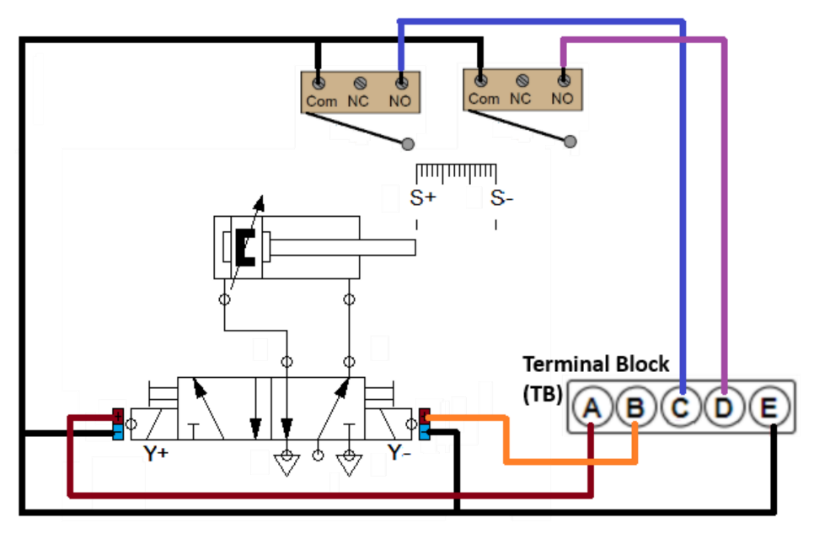 Com NC NO
Com NC NO
S+ S-
Terminal Block
(TB)
A B C D E
Y+ Y-